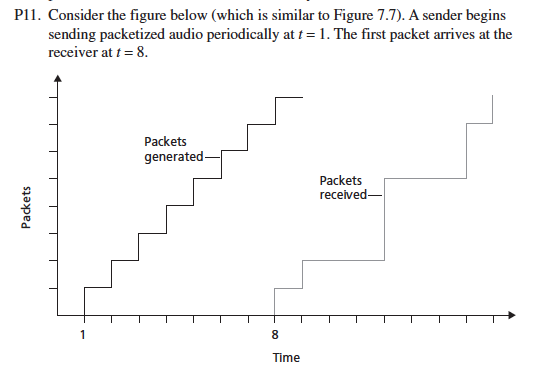 P11. Consider the figure below (which is similar to Figure 7.7). A sender begins
sending packetized audio periodically at t = 1. The first packet arrives at the
receiver at t = 8.
Packets
generated
Packets
received
Packets
1
8
Time